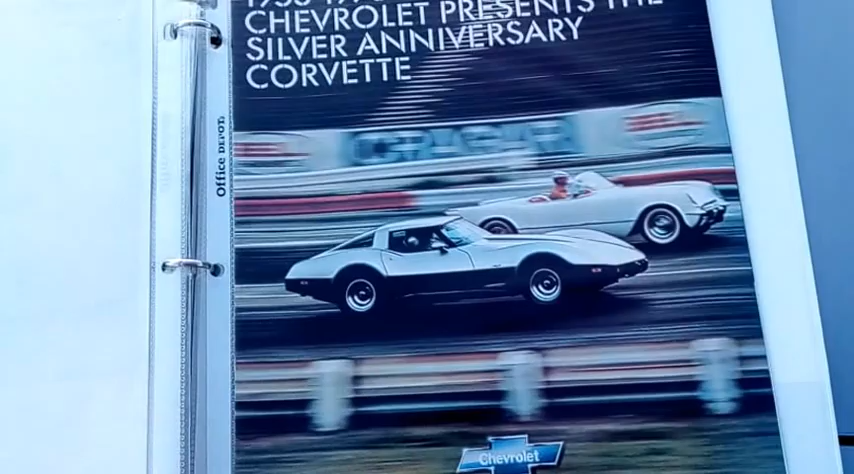 CHEVROLET PRESENTS THE
SILVER ANNIVERSARY
CORVETTE
Office DEPOT.
Chevrolet